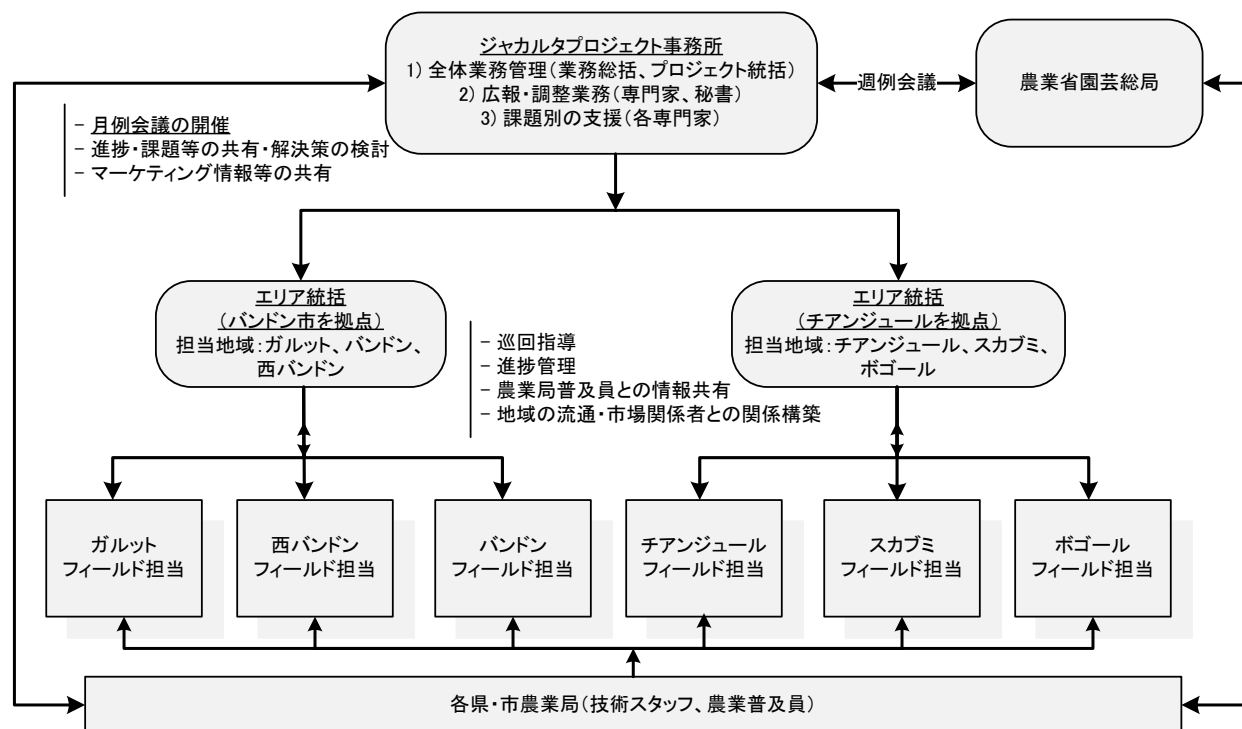 ジャカルタプロジェクト事務所
1) 全体業務管理(業務総括、プロジェクト統括)
2) 広報・調整業務(専門家、秘書)
3) 課題別の支援(各専門家)
週例会議
農業省園芸総局
− 月例会議の開催
− 進捗・課題等の共有・解決策の検討
− マーケティング情報等の共有
エリア統括
(バンドン市を拠点)
担当地域:ガルット、バンドン、
西バンドン
エリア統括
(チアンジュールを拠点)
担当地域:チアンジュール、スカブミ、
ボゴール
− 巡回指導
− 進捗管理
− 農業局普及員との情報共有
− 地域の流通・市場関係者との関係構築
ガルット
フィールド担当
西バンドン
フィールド担当
バンドン
フィールド担当
チアンジュール
フィールド担当
スカブミ
フィールド担当
ボゴール
フィールド担当
各県・市農業局(技術スタッフ、農業普及員)